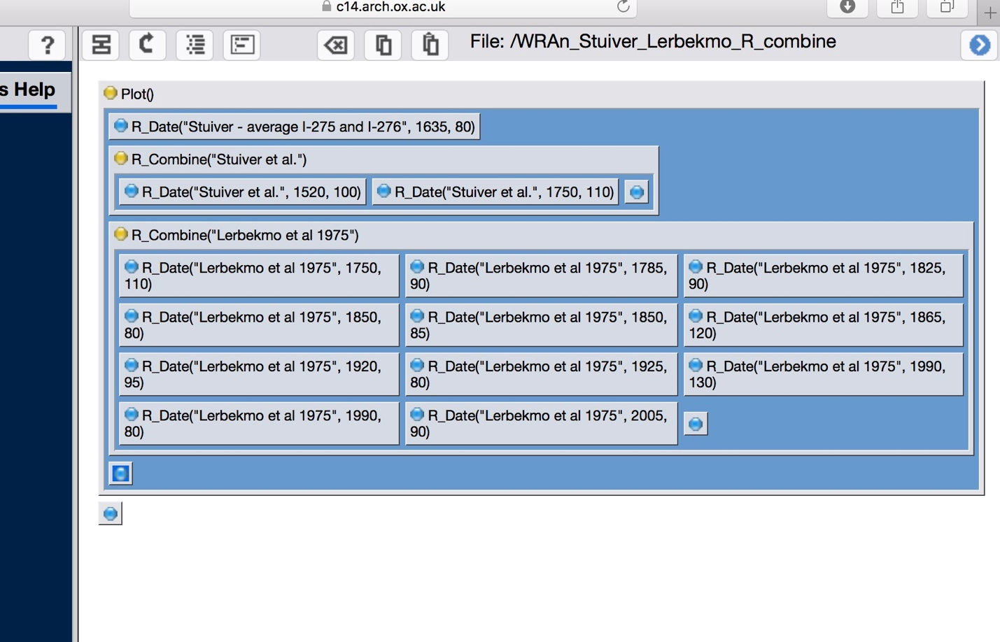 c14.arch.ox.ac.uk
?
File: /WRAn_Stuiver_Lerbekmo_R_combine
s Help
Plot()
R_Date("Stuiver - average I-275 and I-276", 1635, 80)
R_Combine("Stuiver et al.")
R_Date("Stuiver et al.", 1520, 100)
R_Date("Stuiver et al.", 1750, 110)
R_Combine("Lerbekmo et al 1975")
R_Date("Lerbekmo et al 1975", 1750,
110)
R_Date("Lerbekmo et al 1975", 1785,
90)
R_Date("Lerbekmo et al 1975", 1825,
90)
R_Date("Lerbekmo et al 1975", 1850,
80)
R_Date("Lerbekmo et al 1975", 1850,
85)
R_Date("Lerbekmo et al 1975", 1865,
120)
R_Date("Lerbekmo et al 1975", 1920,
95)
R_Date("Lerbekmo et al 1975", 1925,
80)
R_Date("Lerbekmo et al 1975", 1990,
130)
R_Date("Lerbekmo et al 1975", 1990,
80)
R_Date("Lerbekmo et al 1975", 2005,
90)